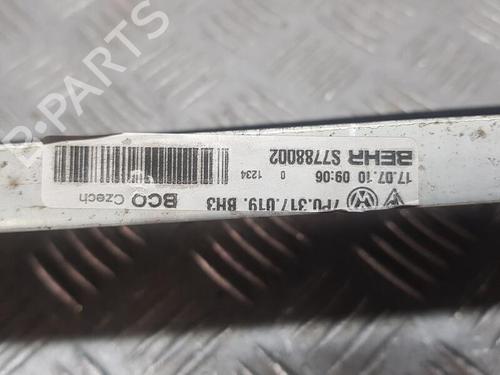 7P0.317.019. BH3
BCO Czech
17.07.10 09:06
0
1234
BEHR S7788002
B-PARTS